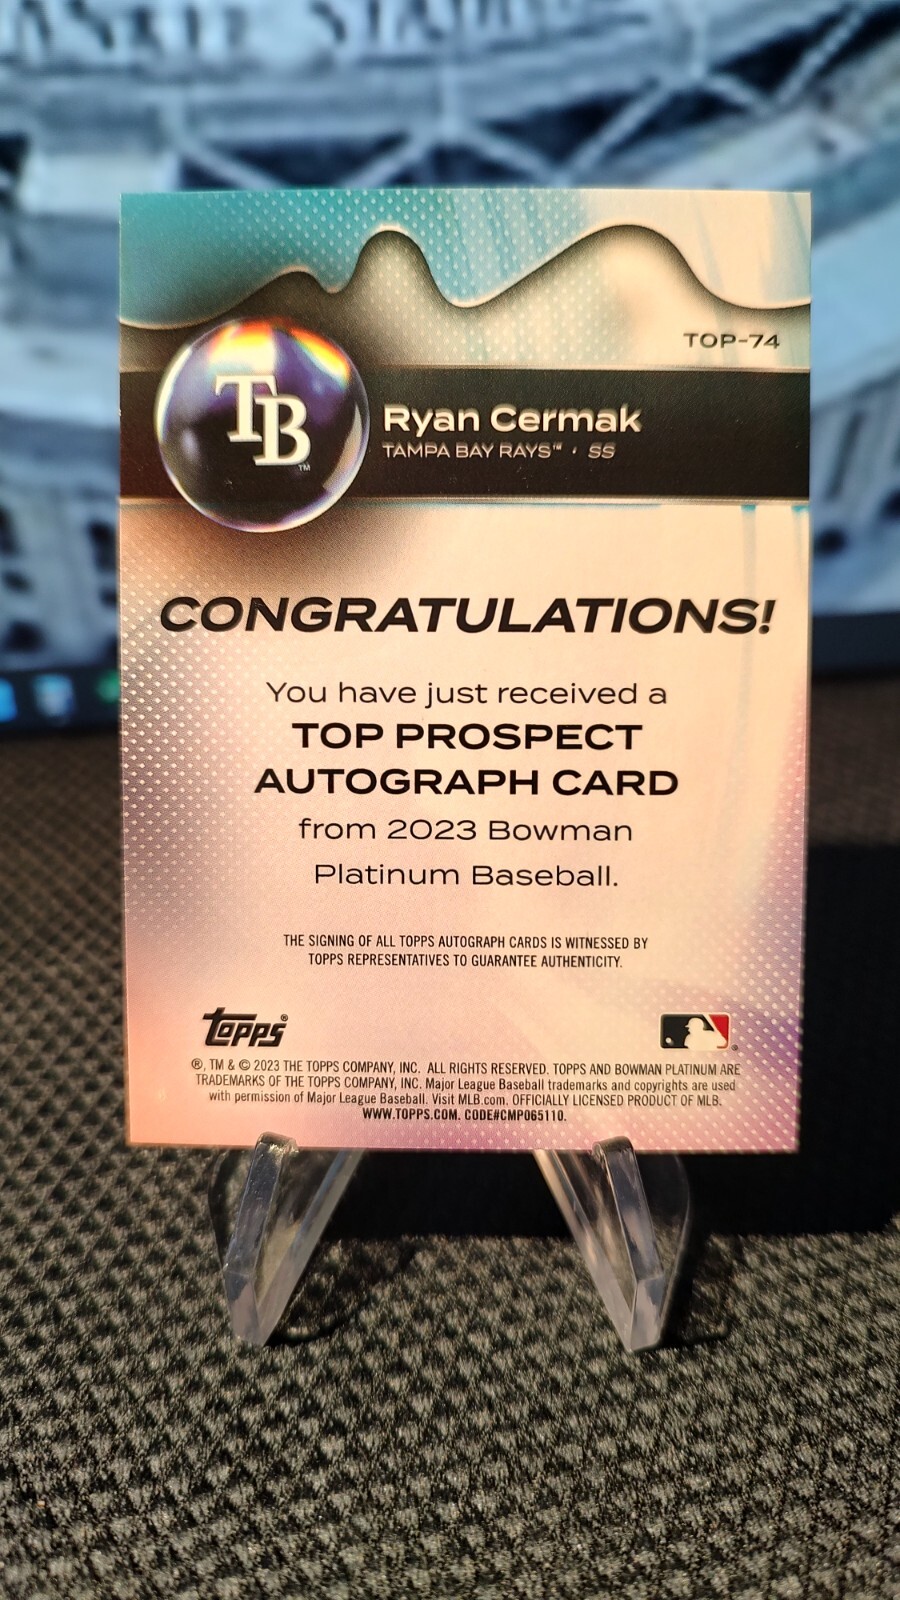 STADIUM
TOP-74
TB™
Ryan Cermak
TAMPA BAY RAYS™ · SS
CONGRATULATIONS!
You have just received a
TOP PROSPECT
AUTOGRAPH CARD
from 2023 Bowman
Platinum Baseball.
THE SIGNING OF ALL TOPPS AUTOGRAPH CARDS IS WITNESSED BY
TOPPS REPRESENTATIVES TO GUARANTEE AUTHENTICITY.
topps®
®, TM & © 2023 THE TOPPS COMPANY, INC. ALL RIGHTS RESERVED. TOPPS AND BOWMAN PLATINUM ARE
TRADEMARKS OF THE TOPPS COMPANY, INC. Major League Baseball trademarks and copyrights are used
with permission of Major League Baseball. Visit MLB.com. OFFICIALLY LICENSED PRODUCT OF MLB.
WWW.TOPPS.COM. CODE#CMP065110.